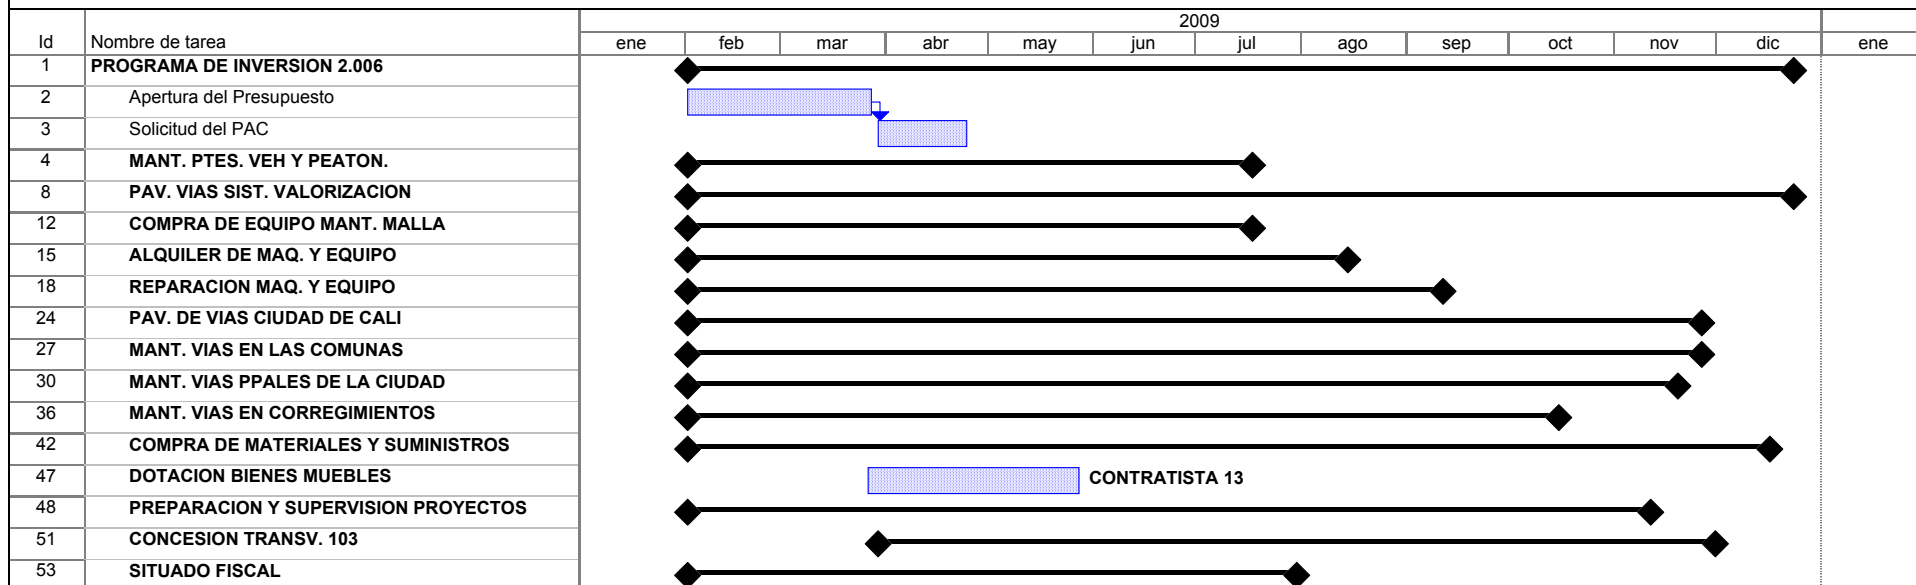 2009
Id Nombre de tarea ene feb mar abr may jun jul ago sep oct nov dic ene
1 PROGRAMA DE INVERSION 2.006
2 Apertura del Presupuesto
3 Solicitud del PAC
4 MANT. PTES. VEH Y PEATON.
8 PAV. VIAS SIST. VALORIZACION
12 COMPRA DE EQUIPO MANT. MALLA
15 ALQUILER DE MAQ. Y EQUIPO
18 REPARACION MAQ. Y EQUIPO
24 PAV. DE VIAS CIUDAD DE CALI
27 MANT. VIAS EN LAS COMUNAS
30 MANT. VIAS PPALES DE LA CIUDAD
36 MANT. VIAS EN CORREGIMIENTOS
42 COMPRA DE MATERIALES Y SUMINISTROS
47 DOTACION BIENES MUEBLES CONTRATISTA 13
48 PREPARACION Y SUPERVISION PROYECTOS
51 CONCESION TRANSV. 103
53 SITUADO FISCAL